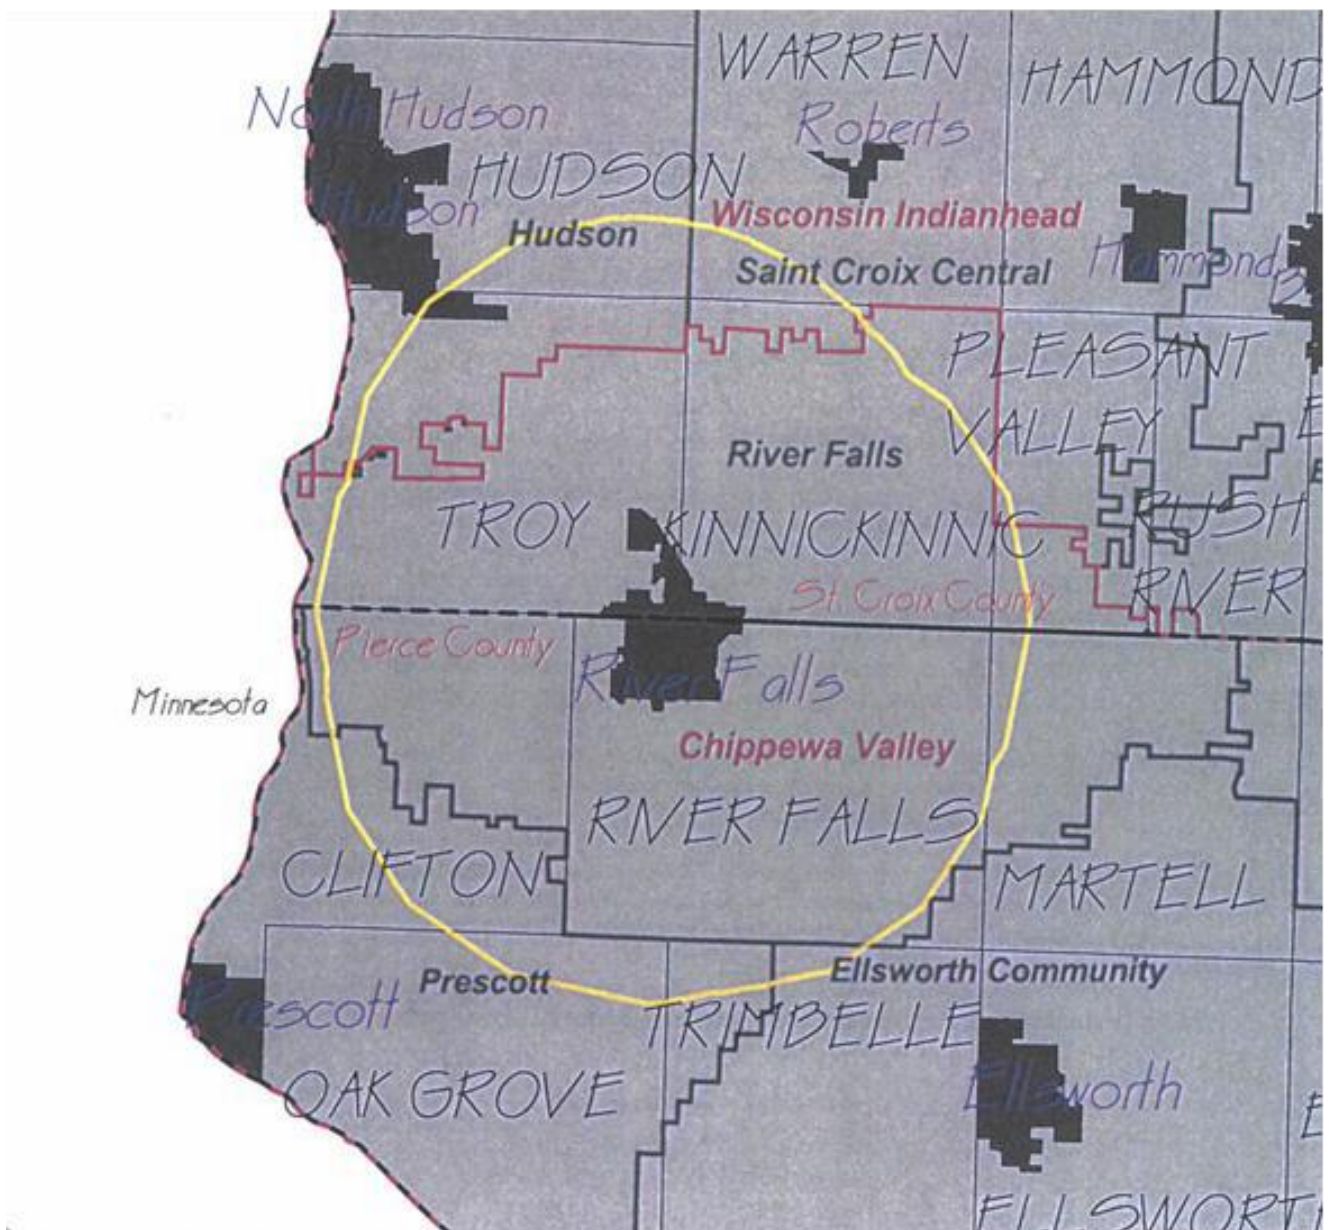 WARREN
HAMMOND
North Hudson
Roberts
HUDSON
Hudson
Hudson
Wisconsin Indianhead
Saint Croix Central
Hammond
PLEASANT
VALLEY
River Falls
TROY
KINNICKINNIC
RUSH
RIVER
St Croix County
Pierce County
River Falls
Minnesota
Chippewa Valley
RIVER FALLS
CLIFTON
MARTELL
Prescott
Ellsworth Community
Prescott
TRIMBELLE
OAK GROVE
Ellsworth